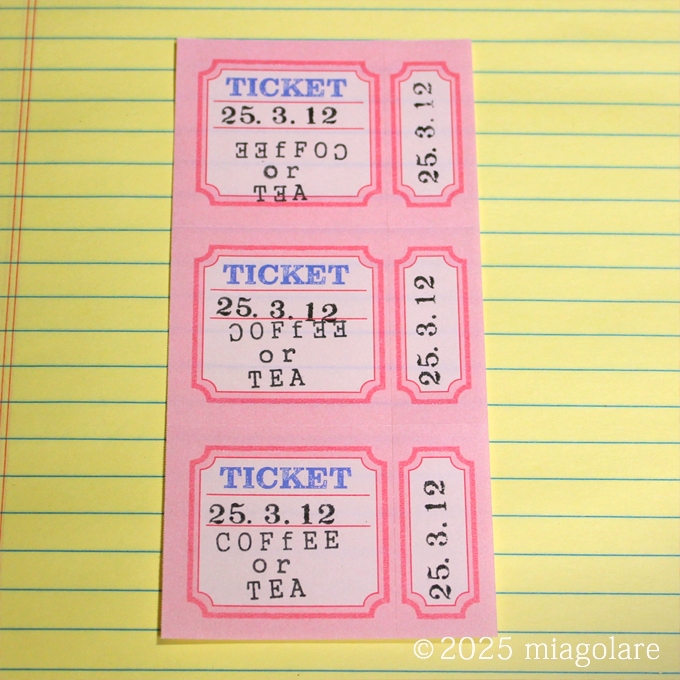 TICKET
25.3.12
25.3.12
COFfEE
or
TEA
TICKET
25.3.12
25.3.12
COFfEE
or
TEA
TICKET
25.3.12
25.3.12
COFfEE
or
TEA
©2025 miagolare